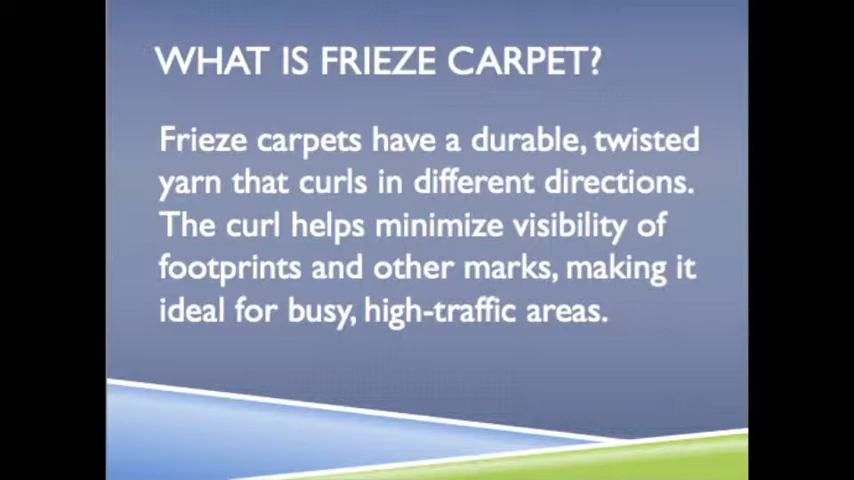 WHAT IS FRIEZE CARPET?
Frieze carpets have a durable, twisted
yarn that curls in different directions.
The curl helps minimize visibility of
footprints and other marks, making it
ideal for busy, high-traffic areas.